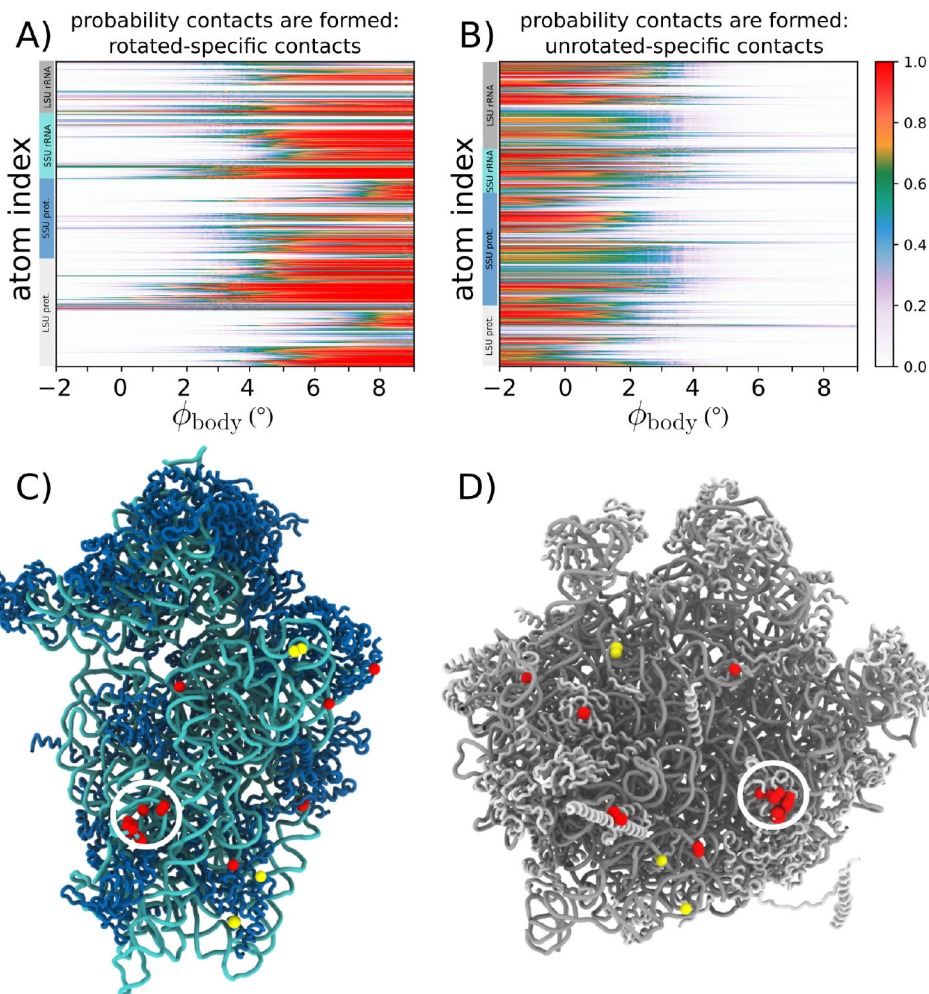 A)
probability contacts are formed:
rotated-specific contacts
B)
probability contacts are formed:
unrotated-specific contacts
atom index
LSU rRNA
SSU rRNA
SSU prot.
LSU prot.
−2 0 2 4 6 8
ϕbody (°)
atom index
LSU rRNA
SSU rRNA
SSU prot.
LSU prot.
−2 0 2 4 6 8
ϕbody (°)
1.0
0.8
0.6
0.4
0.2
0.0
C)
D)